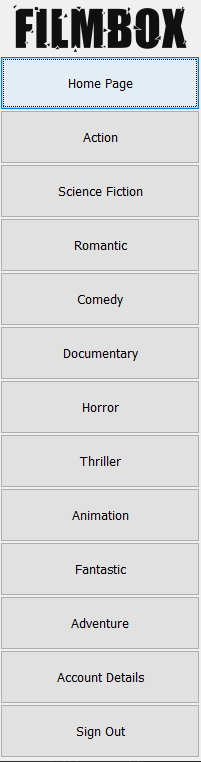 FILMBOX
Home Page
Action
Science Fiction
Romantic
Comedy
Documentary
Horror
Thriller
Animation
Fantastic
Adventure
Account Details
Sign Out